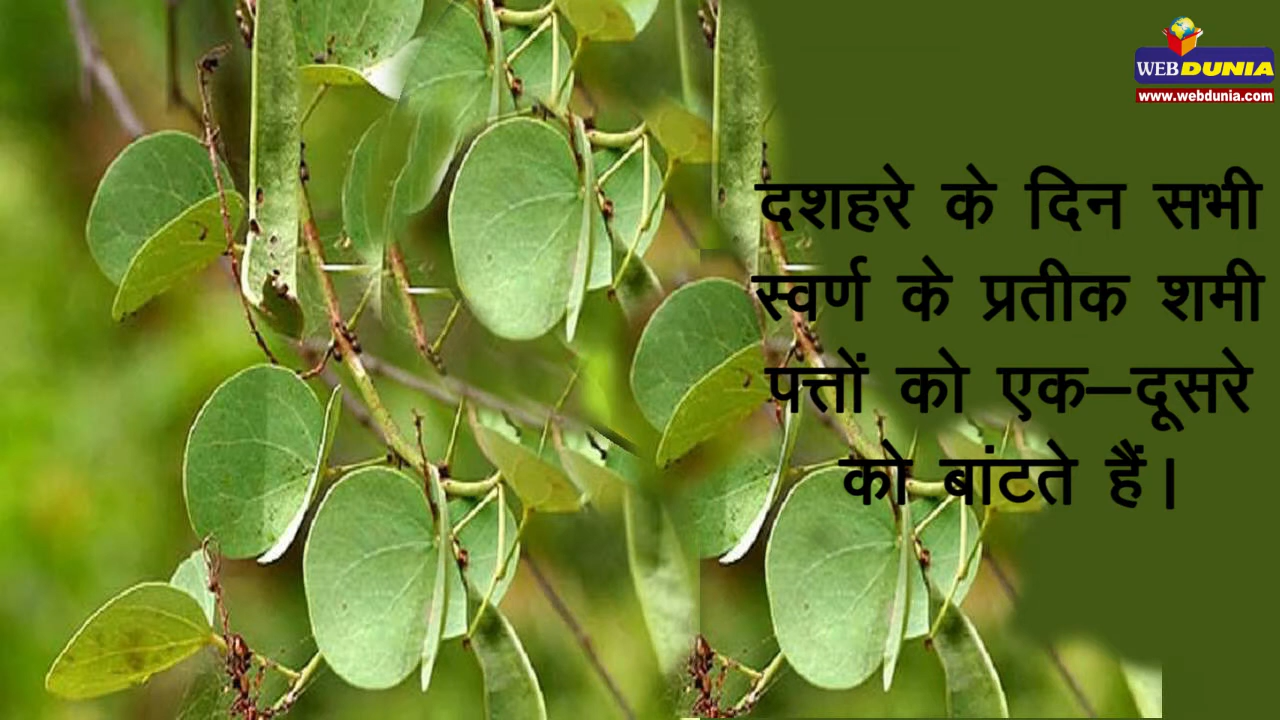 WEBDUNIA
www.webdunia.com
दशहरे के दिन सभी
स्वर्ण के प्रतीक शमी
पत्तों को एक–दूसरे
को बांटते हैं।